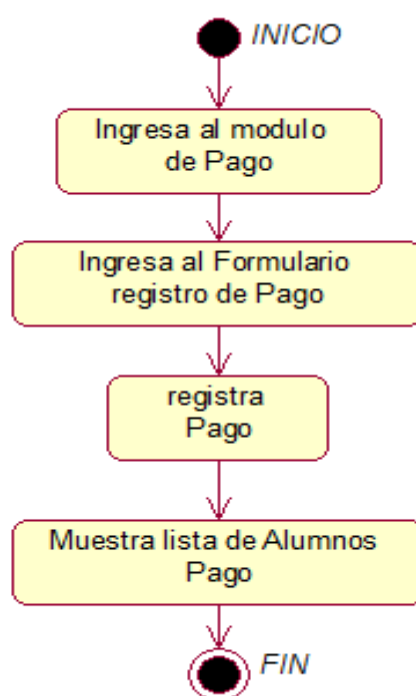 INICIO
Ingresa al modulo
de Pago
Ingresa al Formulario
registro de Pago
registra
Pago
Muestra lista de Alumnos
Pago
FIN